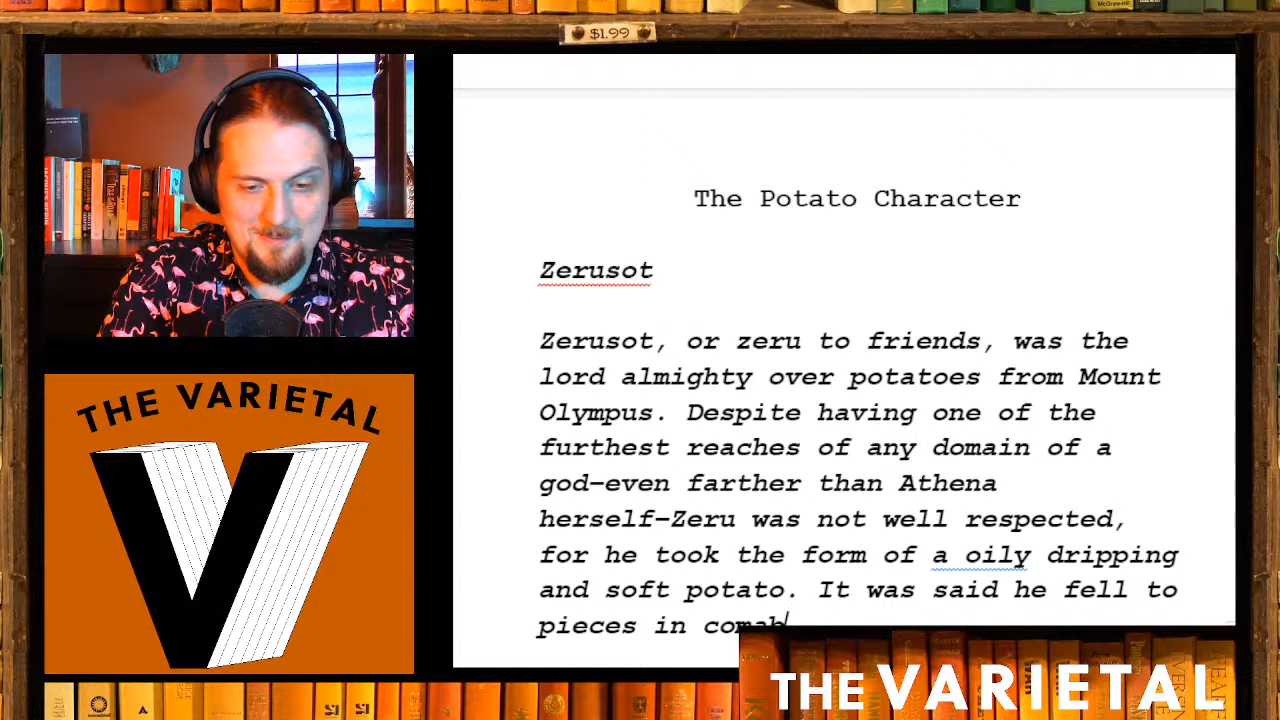 $1.99
McGraw-Hill
The Potato Character
Zerusot
Zerusot, or zeru to friends, was the
lord almighty over potatoes from Mount
Olympus. Despite having one of the
furthest reaches of any domain of a
god—even farther than Athena
herself—Zeru was not well respected,
for he took the form of a oily dripping
and soft potato. It was said he fell to
pieces in comab
THE VARIETAL
THE VARIETAL